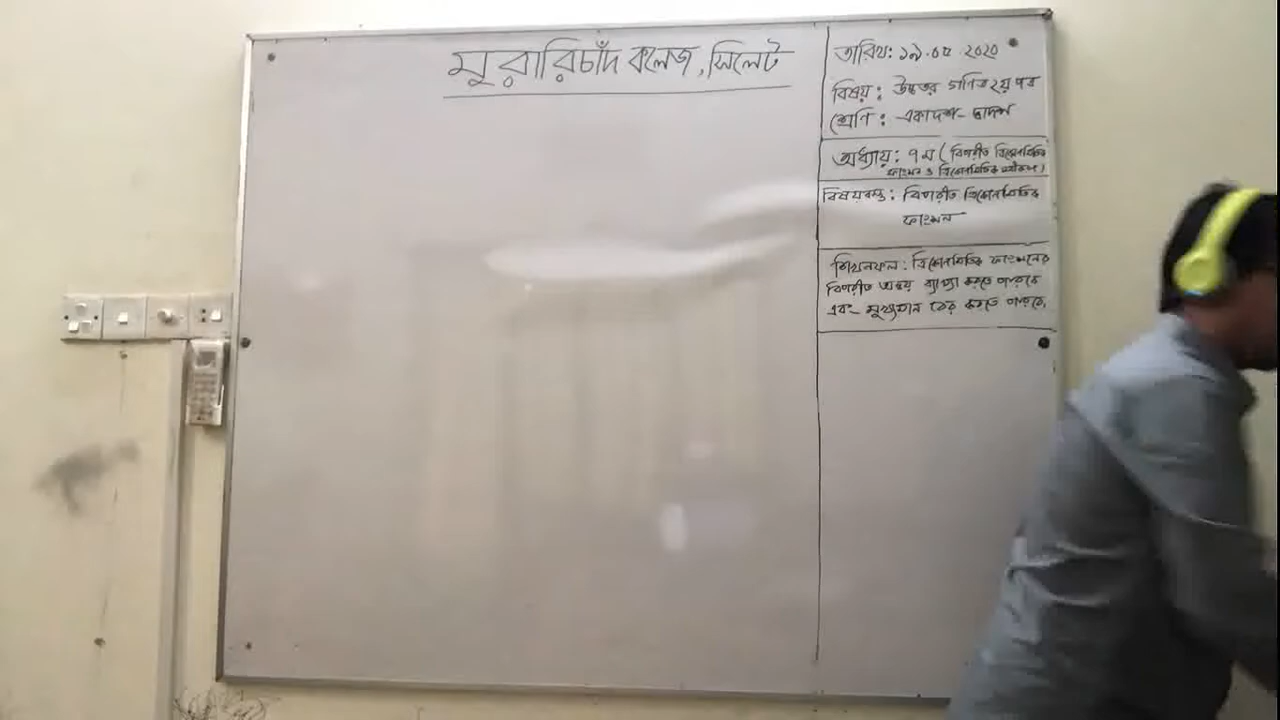 মুরারিচাঁদ কলেজ, সিলেট
তারিখ: ১৯.০৫.২০২০
বিষয়: উচ্চতর গণিত ২য় পত্র
শ্রেণি: একাদশ-দ্বাদশ
অধ্যায়: ৭ম (বিপরীত ত্রিকোণমিতিক
ফাংশন ও ত্রিকোণমিতিক সমীকরণ)
বিষয়বস্তু: বিপরীত ত্রিকোণমিতিক
ফাংশন
শিখনফল: ত্রিকোণমিতিক ফাংশনের
বিপরীত অন্বয় ব্যাখ্যা করতে পারবে
এবং মুখ্যমান বের করতে পারবে,